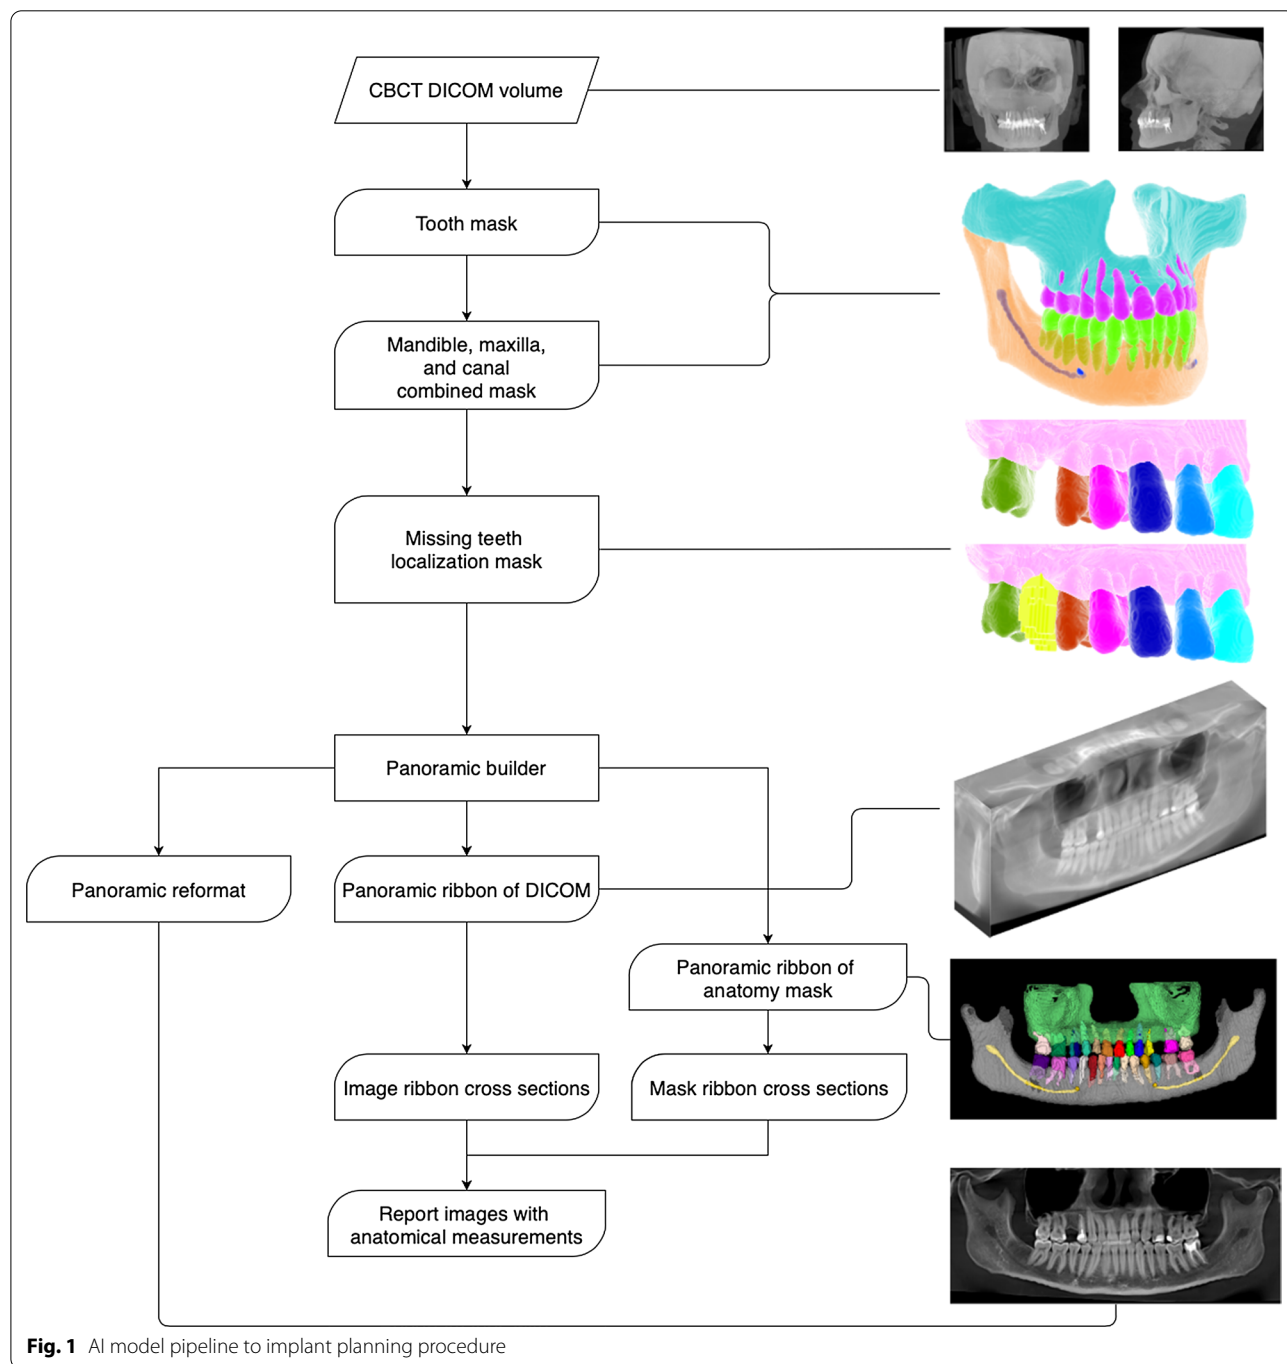 CBCT DICOM volume
Tooth mask
Mandible, maxilla,
and canal
combined mask
Missing teeth
localization mask
Panoramic builder
Panoramic reformat
Panoramic ribbon of DICOM
Panoramic ribbon of
anatomy mask
Image ribbon cross sections
Mask ribbon cross sections
Report images with
anatomical measurements
Fig. 1 AI model pipeline to implant planning procedure